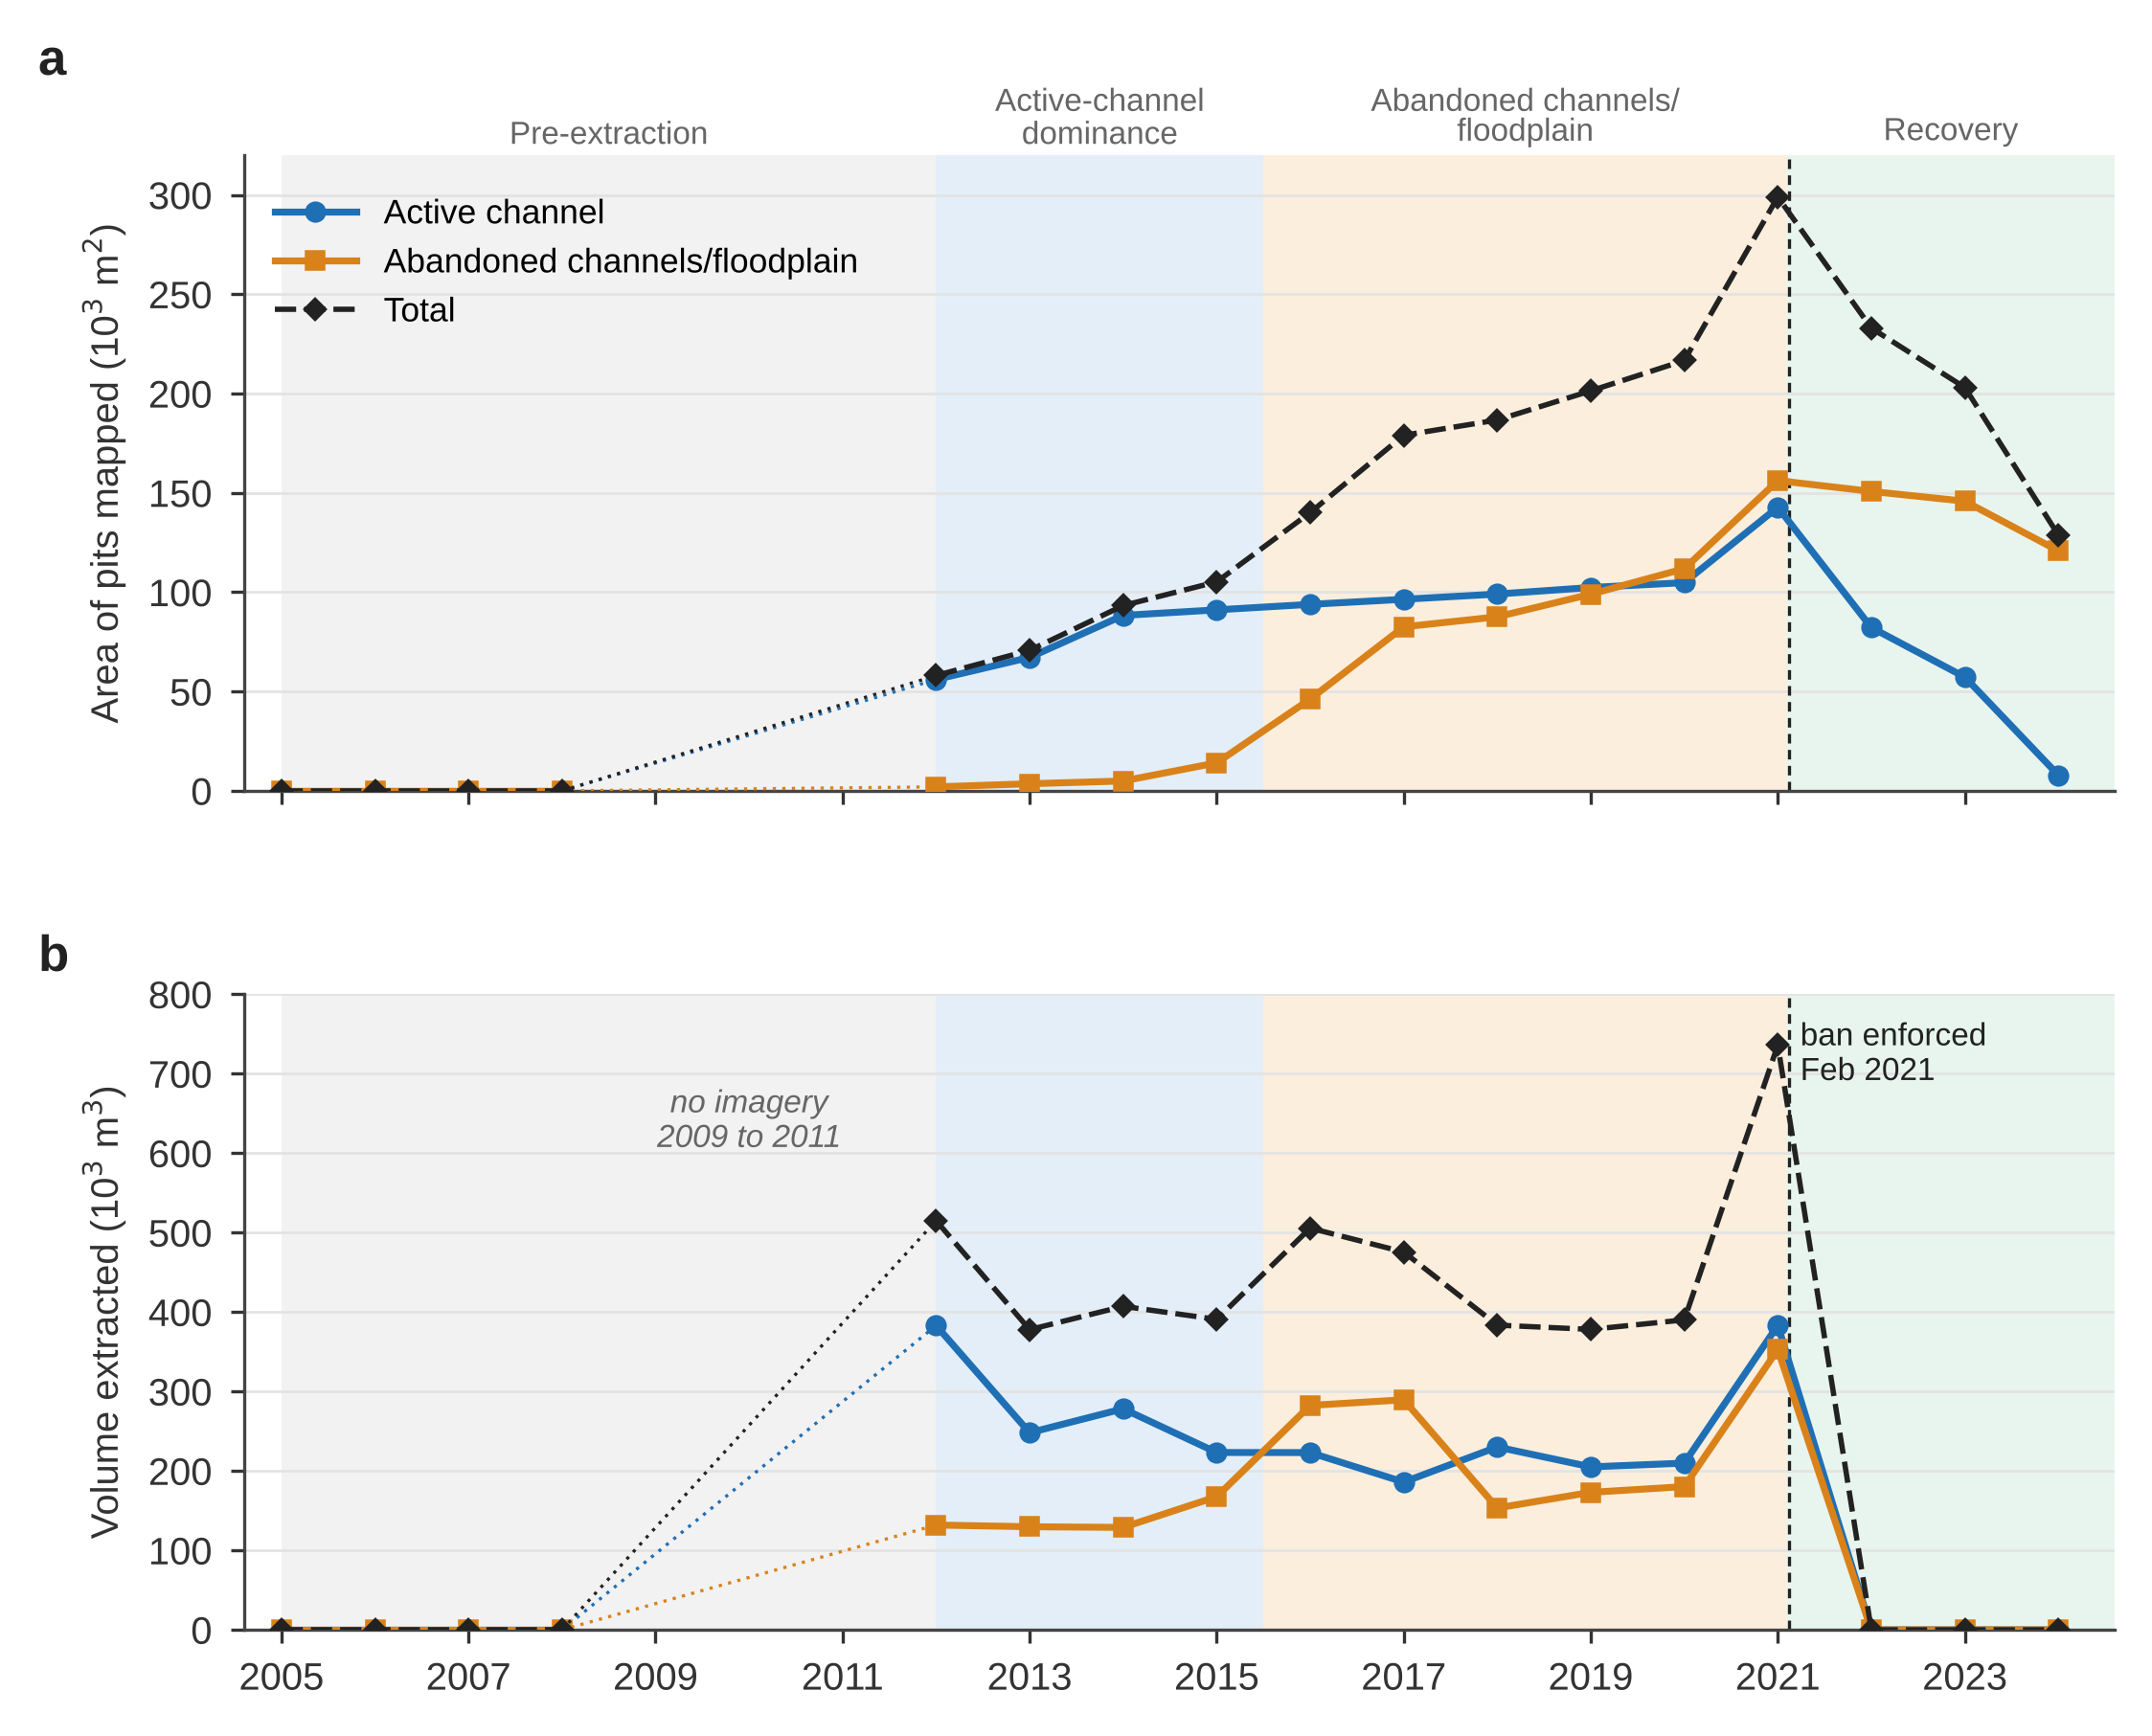 a
Active-channel
dominance
Abandoned channels/
floodplain
Pre-extraction
Recovery
Area of pits mapped (10³ m²)
300
250
200
150
100
50
0
Active channel
Abandoned channels/floodplain
Total
b
Volume extracted (10³ m³)
800
700
600
500
400
300
200
100
0
ban enforced
Feb 2021
no imagery
2009 to 2011
2005 2007 2009 2011 2013 2015 2017 2019 2021 2023